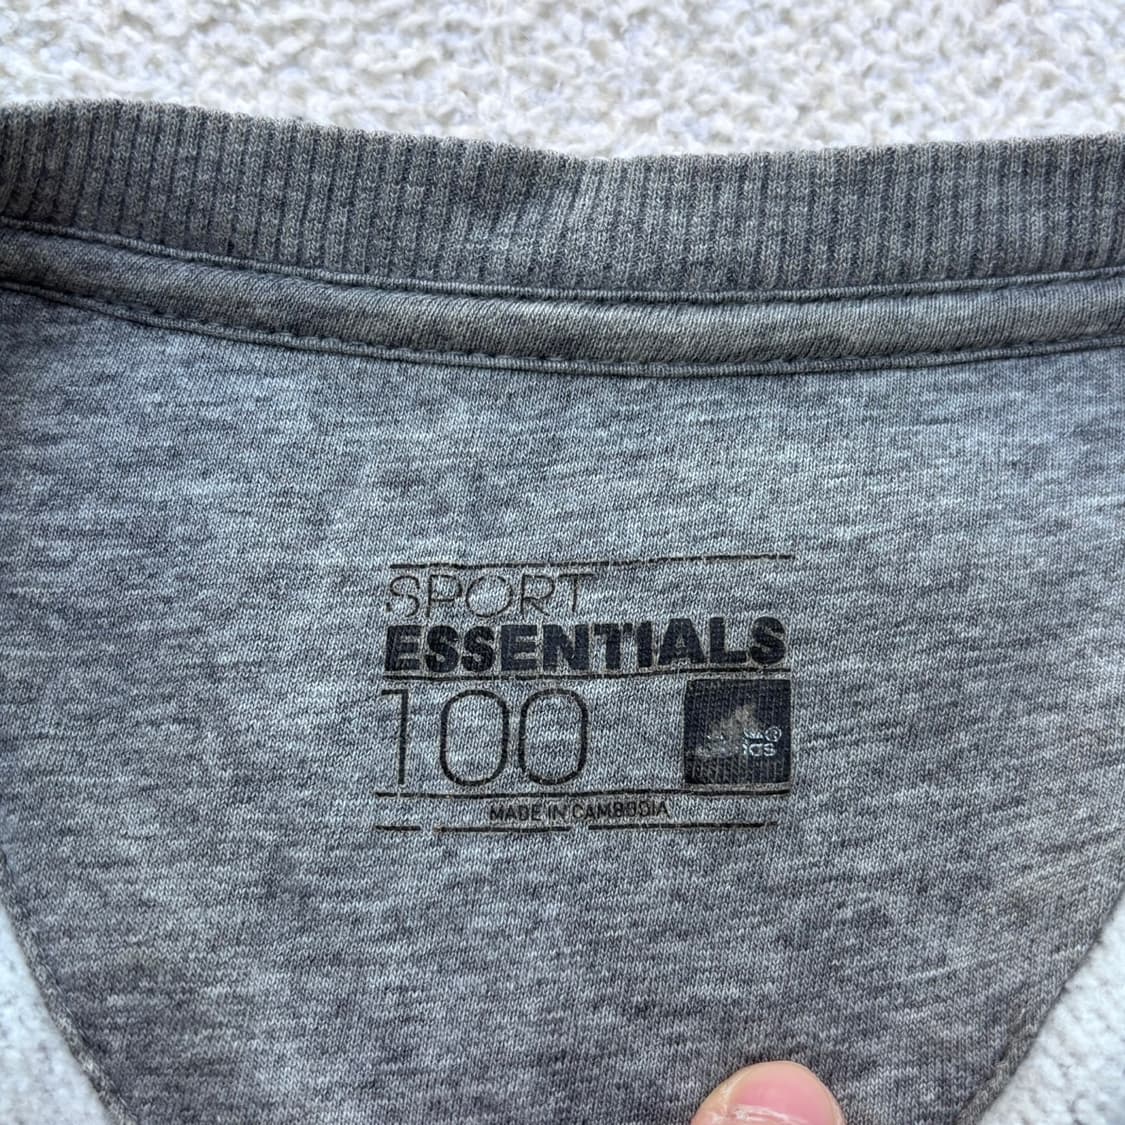 SPORT
ESSENTIALS
100
MADE IN CAMBODIA